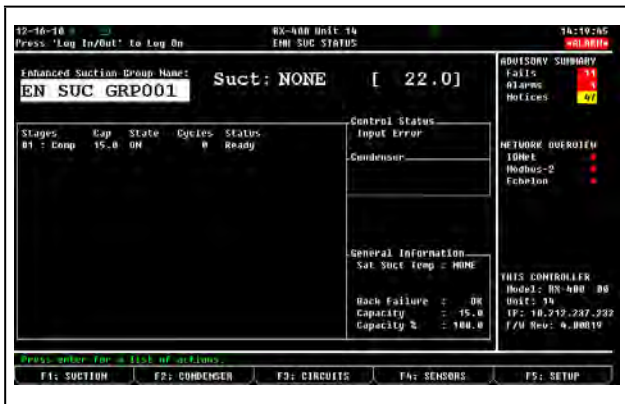 12-16-10
RX-400 Unit 14
14:19:45
Press 'Log In/Out' to Log On
ENH SUC STATUS
*ALARM*
Enhanced Suction Group Name:
EN SUC GRP001
Suct: NONE [ 22.0]
ADVISORY SUMMARY
Fails
Alarms
Notices 47
Stages Cap State Cycles Status
01 : Comp 15.0 ON 0 Ready
Control Status
Input Error
Condenser
NETWORK OVERVIEW
IONet
Modbus-2
Echelon
General Information
Sat Suct Temp : NONE
Rack Failure : OK
Capacity : 15.0
Capacity % : 100.0
THIS CONTROLLER
Model: RX-400 00
Unit: 14
IP: 10.212.237.232
F/W Rev: 4.00B19
Press enter for a list of actions.
F1: SUCTION F2: CONDENSER F3: CIRCUITS F4: SENSORS F5: SETUP